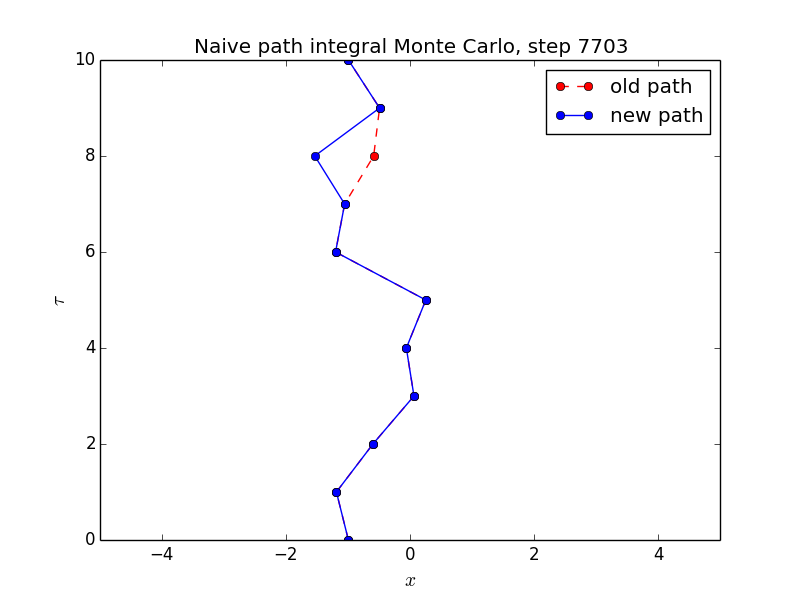 Naive path integral Monte Carlo, step 7703
10
8
6
4
2
0
τ
old path
new path
−4 −2 0 2 4
x